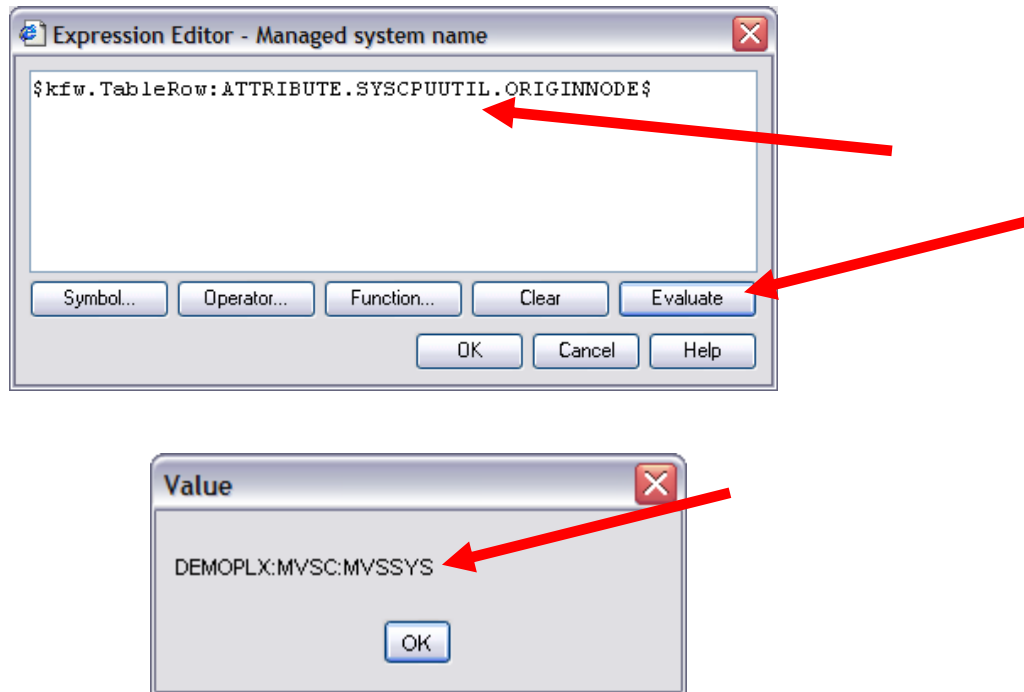 Expression Editor - Managed system name
$kfw.TableRow:ATTRIBUTE.SYSCPUUTIL.ORIGINNODE$
Symbol... Operator... Function... Clear Evaluate
OK Cancel Help
Value
DEMOPLX:MVSC:MVSSYS
OK